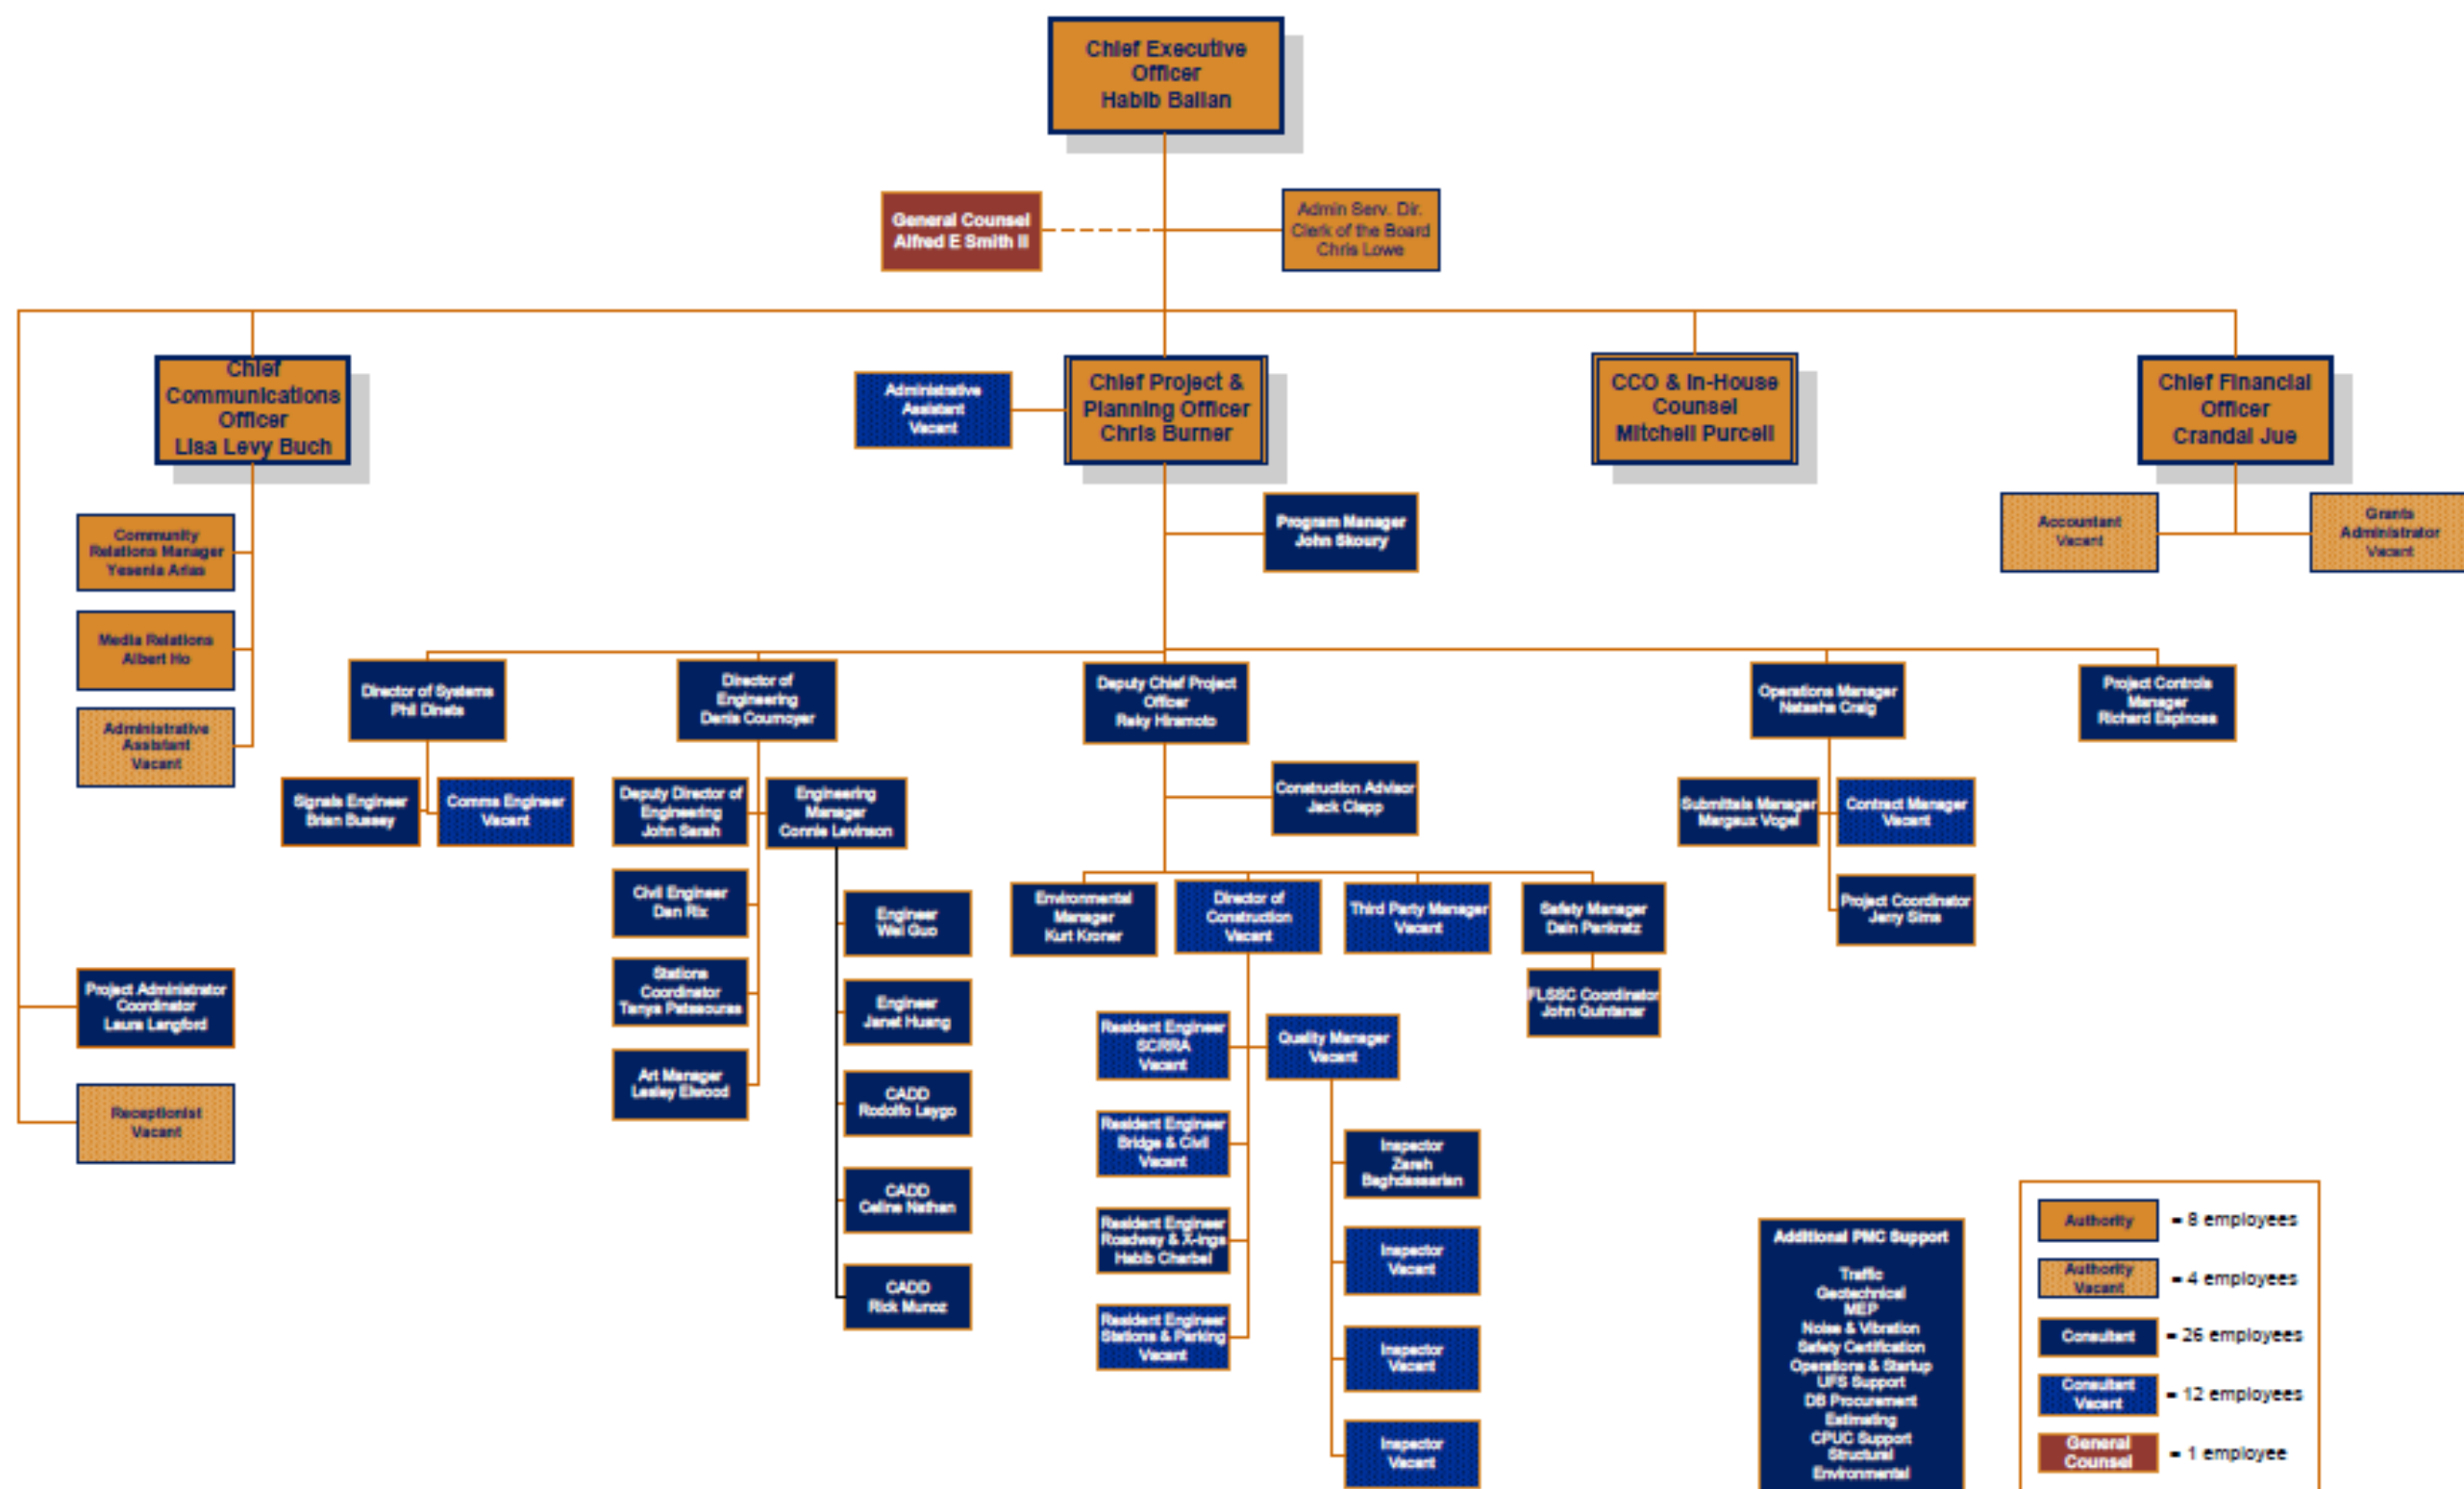 Chief Executive
Officer
Habib Balian
General Counsel
Alfred E Smith II
Admin Serv. Dir.
Clerk of the Board
Chris Lowe
Chief
Communications
Officer
Lisa Levy Buch
Administrative
Assistant
Vacant
Chief Project &
Planning Officer
Chris Burner
CCO & In-House
Counsel
Mitchell Purcell
Chief Financial
Officer
Crandal Jue
Community
Relations Manager
Yesenia Arias
Media Relations
Albert Ho
Administrative
Assistant
Vacant
Program Manager
John Skoury
Accountant
Vacant
Grants
Administrator
Vacant
Director of Systems
Phil Dinets
Director of
Engineering
Denis Cournoyer
Deputy Chief Project
Officer
Reky Hiramoto
Operations Manager
Natasha Craig
Project Controls
Manager
Richard Espinosa
Signals Engineer
Brian Bussey
Comms Engineer
Vacant
Deputy Director of
Engineering
John Sarah
Engineering
Manager
Connie Levinson
Construction Advisor
Jack Clapp
Submittals Manager
Margaux Vogel
Contract Manager
Vacant
Civil Engineer
Dan Rix
Engineer
Wei Guo
Environmental
Manager
Kurt Kroner
Director of
Construction
Vacant
Third Party Manager
Vacant
Safety Manager
Dain Pankratz
Project Coordinator
Jerry Sims
Project Administrator
Coordinator
Laura Langford
Stations
Coordinator
Tanya Patsaouras
Engineer
Janet Huang
FLSSC Coordinator
John Quintanar
Resident Engineer
SCRRA
Vacant
Quality Manager
Vacant
Receptionist
Vacant
Art Manager
Lesley Elwood
CADD
Rodolfo Laygo
Resident Engineer
Bridge & Civil
Vacant
Inspector
Zareh
Baghdassarian
CADD
Celine Nathan
Resident Engineer
Roadway & X-ings
Habib Charbel
Inspector
Vacant
CADD
Rick Munoz
Resident Engineer
Stations & Parking
Vacant
Inspector
Vacant
Inspector
Vacant
Additional PMC Support
Traffic
Geotechnical
MEP
Noise & Vibration
Safety Certification
Operations & Startup
UFS Support
DB Procurement
Estimating
CPUC Support
Structural
Environmental
Authority = 8 employees
Authority
Vacant = 4 employees
Consultant = 26 employees
Consultant
Vacant = 12 employees
General
Counsel = 1 employee